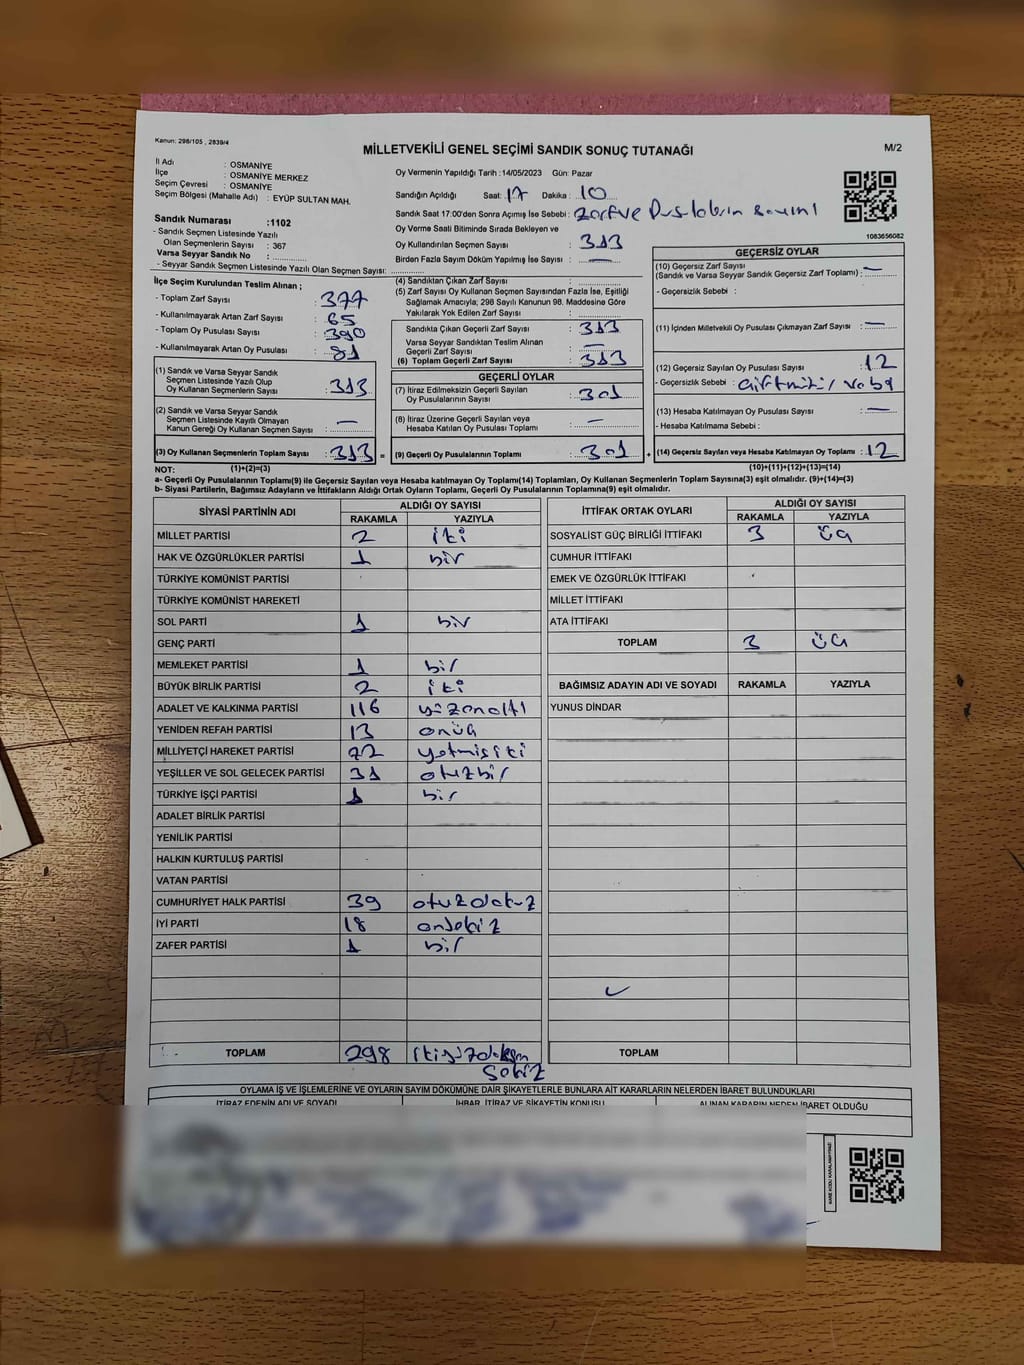 Kanun: 298/105 , 2839/4
MİLLETVEKİLİ GENEL SEÇİMİ SANDIK SONUÇ TUTANAĞI
M/2
İl Adı : OSMANİYE
İlçe : OSMANİYE MERKEZ
Seçim Çevresi : OSMANİYE
Seçim Bölgesi (Mahalle Adı) : EYÜP SULTAN MAH.
Sandık Numarası :1102
- Sandık Seçmen Listesinde Yazılı
Olan Seçmenlerin Sayısı : 367
Varsa Seyyar Sandık No :
- Seyyar Sandık Seçmen Listesinde Yazılı Olan Seçmen Sayısı:
Oy Vermenin Yapıldığı Tarih :14/05/2023 Gün: Pazar
Sandığın Açıldığı Saat: 17 Dakika : 10
Sandık Saat 17:00'den Sonra Açımış İse Sebebi : zarf ve Pusulaların sayımı
Oy Verme Saati Bitiminde Sırada Bekleyen ve
Oy Kullandırılan Seçmen Sayısı : 313
Birden Fazla Sayım Döküm Yapılmış İse Sayısı : —
1083656082
İlçe Seçim Kurulundan Teslim Alınan ;
- Toplam Zarf Sayısı : 377
- Kullanılmayarak Artan Zarf Sayısı : 65
- Toplam Oy Pusulası Sayısı : 390
- Kullanılmayarak Artan Oy Pusulası : 81
(1) Sandık ve Varsa Seyyar Sandık
Seçmen Listesinde Yazılı Olup
Oy Kullanan Seçmenlerin Sayısı : 313
(2) Sandık ve Varsa Seyyar Sandık
Seçmen Listesinde Kayıtlı Olmayan
Kanun Gereği Oy Kullanan Seçmen Sayısı : —
(3) Oy Kullanan Seçmenlerin Toplam Sayısı : 313 =
(4) Sandıktan Çıkan Zarf Sayısı :
(5) Zarf Sayısı Oy Kullanan Seçmen Sayısından Fazla İse, Eşitliği
Sağlamak Amacıyla; 298 Sayılı Kanunun 98. Maddesine Göre
Yakılarak Yok Edilen Zarf Sayısı :
Sandıkta Çıkan Geçerli Zarf Sayısı : 313
Varsa Seyyar Sandıktan Teslim Alınan
Geçerli Zarf Sayısı : —
(6) Toplam Geçerli Zarf Sayısı : 313
GEÇERLİ OYLAR
(7) İtiraz Edilmeksizin Geçerli Sayılan
Oy Pusulalarının Sayısı : 301
(8) İtiraz Üzerine Geçerli Sayılan veya
Hesaba Katılan Oy Pusulası Toplamı : —
(9) Geçerli Oy Pusulalarının Toplamı : 301 +
GEÇERSİZ OYLAR
(10) Geçersiz Zarf Sayısı
(Sandık ve Varsa Seyyar Sandık Geçersiz Zarf Toplamı) : —
- Geçersizlik Sebebi :
(11) İçinden Milletvekili Oy Pusulası Çıkmayan Zarf Sayısı : —
(12) Geçersiz Sayılan Oy Pusulası Sayısı : 12
- Geçersizlik Sebebi :
(13) Hesaba Katılmayan Oy Pusulası Sayısı : —
- Hesaba Katılmama Sebebi :
(14) Geçersiz Sayılan veya Hesaba Katılmayan Oy Toplamı : 12
NOT: (1)+(2)=(3) (10)+(11)+(12)+(13)=(14)
a- Geçerli Oy Pusulalarının Toplamı(9) ile Geçersiz Sayılan veya Hesaba katılmayan Oy Toplamı(14) Toplamları, Oy Kullanan Seçmenlerin Toplam Sayısına(3) eşit olmalıdır. (9)+(14)=(3)
b- Siyasi Partilerin, Bağımsız Adayların ve İttifakların Aldığı Ortak Oyların Toplamı, Geçerli Oy Pusulalarının Toplamına(9) eşit olmalıdır.
SİYASİ PARTİNİN ADI ALDIĞI OY SAYISI
RAKAMLA YAZIYLA
MİLLET PARTİSİ 2 iki
HAK VE ÖZGÜRLÜKLER PARTİSİ 1 bir
TÜRKİYE KOMÜNİST PARTİSİ
TÜRKİYE KOMÜNİST HAREKETİ
SOL PARTİ 1 bir
GENÇ PARTİ
MEMLEKET PARTİSİ 1 bir
BÜYÜK BİRLİK PARTİSİ 2 iki
ADALET VE KALKINMA PARTİSİ 116 yüzonaltı
YENİDEN REFAH PARTİSİ 13 onüç
MİLLİYETÇİ HAREKET PARTİSİ 72 yetmişiki
YEŞİLLER VE SOL GELECEK PARTİSİ 31 otuzbir
TÜRKİYE İŞÇİ PARTİSİ 1 bir
ADALET BİRLİK PARTİSİ
YENİLİK PARTİSİ
HALKIN KURTULUŞ PARTİSİ
VATAN PARTİSİ
CUMHURİYET HALK PARTİSİ 39 otuzdokuz
İYİ PARTİ 18 onsekiz
ZAFER PARTİSİ 1 bir
TOPLAM 298 ikiyüzdoksan
sekiz
İTTİFAK ORTAK OYLARI ALDIĞI OY SAYISI
RAKAMLA YAZIYLA
SOSYALİST GÜÇ BİRLİĞİ İTTİFAKI 3 üç
CUMHUR İTTİFAKI
EMEK VE ÖZGÜRLÜK İTTİFAKI
MİLLET İTTİFAKI
ATA İTTİFAKI
TOPLAM 3 üç
BAĞIMSIZ ADAYIN ADI VE SOYADI RAKAMLA YAZIYLA
YUNUS DİNDAR
TOPLAM
OYLAMA İŞ VE İŞLEMLERİNE VE OYLARIN SAYIM DÖKÜMÜNE DAİR ŞİKAYETLERLE BUNLARA AİT KARARLARIN NELERDEN İBARET BULUNDUKLARI
İTİRAZ EDENİN ADI VE SOYADI İHBAR, İTİRAZ VE ŞİKAYETİN KONUSU ALINAN KARARIN NEDEN İBARET OLDUĞU